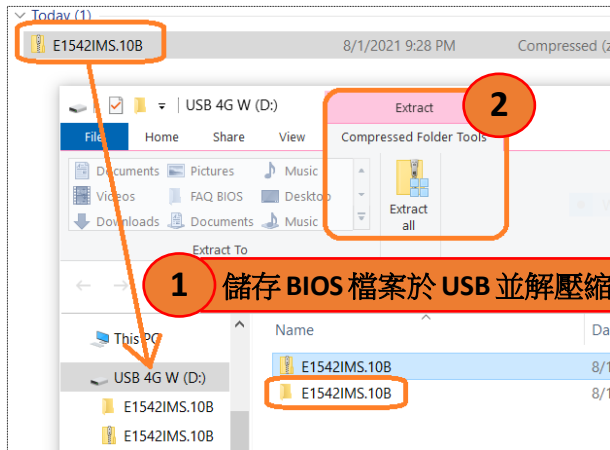 Today (1)
E1542IMS.10B 8/1/2021 9:28 PM Compressed (z
USB 4G W (D:) Extract 2
File Home Share View Compressed Folder Tools
Documents Pictures Music
Videos FAQ BIOS Desktop
Downloads Documents Music
Extract all
Extract To
1 儲存 BIOS 檔案於 USB 並解壓縮
This PC Name Da
USB 4G W (D:) E1542IMS.10B 8/1
E1542IMS.10B E1542IMS.10B 8/1
E1542IMS.10B